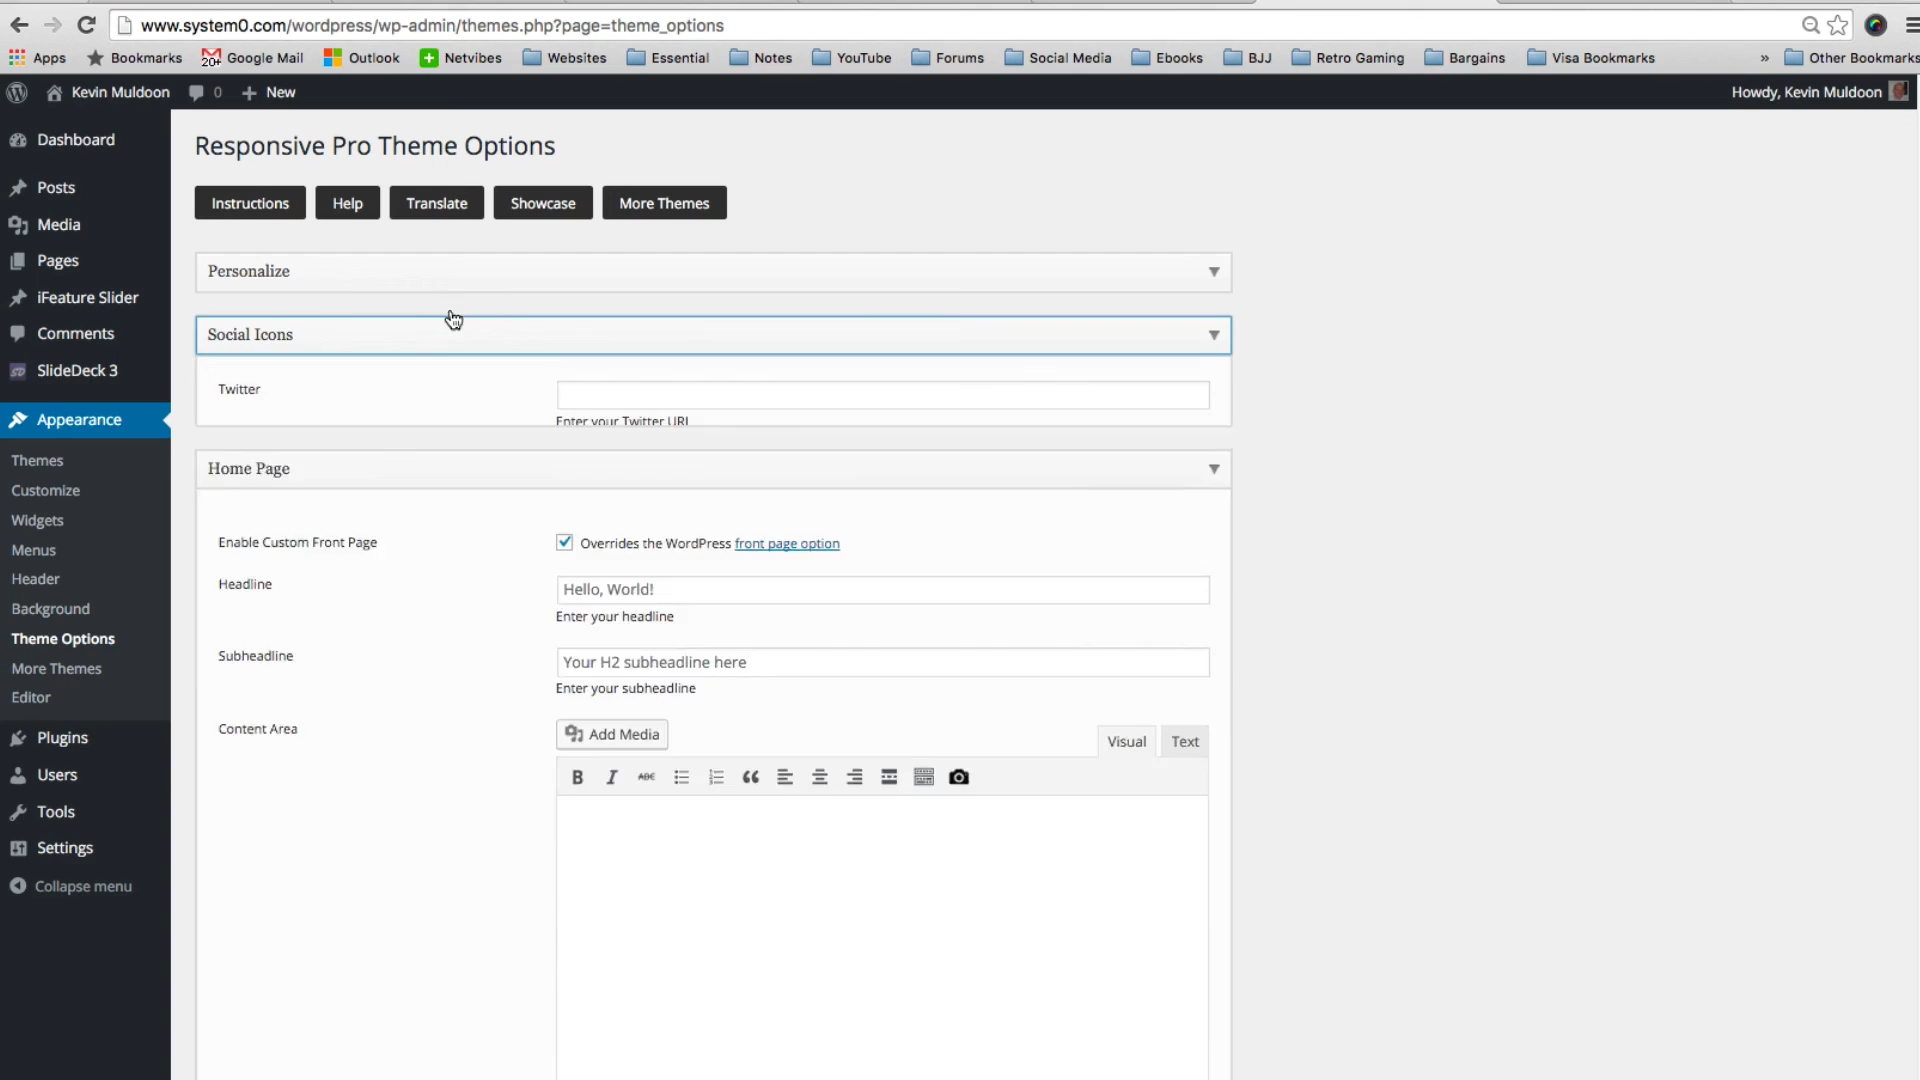 www.system0.com/wordpress/wp-admin/themes.php?page=theme_options
Apps Bookmarks 20+ Google Mail Outlook Netvibes Websites Essential Notes YouTube Forums Social Media Ebooks BJJ Retro Gaming Bargains Visa Bookmarks » Other Bookmarks
Kevin Muldoon 0 + New Howdy, Kevin Muldoon
Dashboard
Posts
Media
Pages
iFeature Slider
Comments
SD SlideDeck 3
Appearance
Themes
Customize
Widgets
Menus
Header
Background
Theme Options
More Themes
Editor
Plugins
Users
Tools
Settings
Collapse menu
Responsive Pro Theme Options
Instructions Help Translate Showcase More Themes
Personalize
Social Icons
Twitter
Enter your Twitter URL
Home Page
Enable Custom Front Page Overrides the WordPress front page option
Headline Hello, World!
Enter your headline
Subheadline Your H2 subheadline here
Enter your subheadline
Content Area Add Media Visual Text
B I ABC